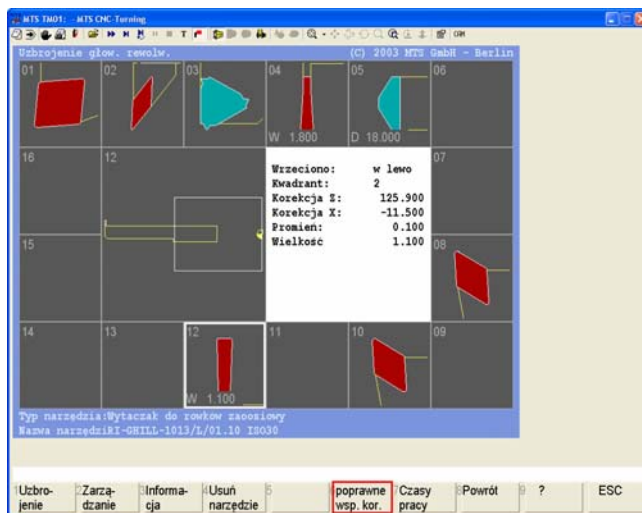 MTS TM01: - MTS CNC-Turning
Uzbrojenie głow. rewolw. (C) 2003 MTS GmbH - Berlin
01 02 03 04 05 06
W 1.800 D 18.000
16 12 07
Wrzeciono: w lewo
Kwadrant: 2
Korekcja Z: 125.900
Korekcja X: -11.500
Promień: 0.100
Wielkość 1.100
15 08
14 13 12 11 10 09
W 1.100
Typ narzędzia:Wytaczak do rowków zaoosiowy
Nazwa narzędziRI-GHILL-1013/L/01.10 ISO30
1Uzbro- 2Zarzą- 3Informa- 4Usuń 5 6poprawne 7Czasy 8Powrót 9 ? ESC
jenie dzanie cja narzędzie wsp. kor. pracy